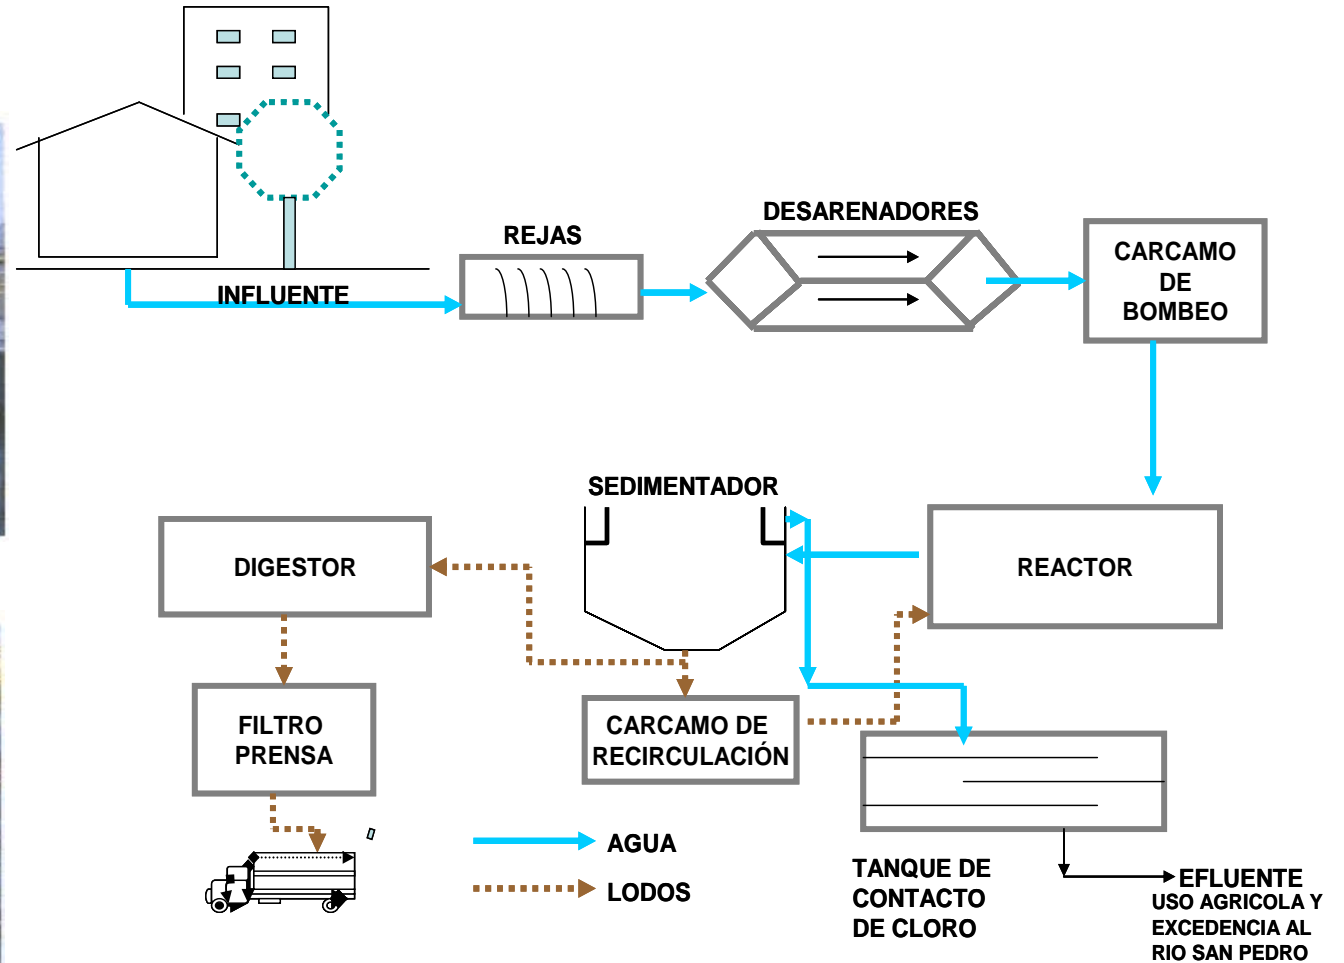 DESARENADORES
REJAS
CARCAMO
DE
BOMBEO
INFLUENTE
SEDIMENTADOR
DIGESTOR
REACTOR
FILTRO
PRENSA
CARCAMO DE
RECIRCULACIÓN
AGUA
LODOS
TANQUE DE
CONTACTO
DE CLORO
EFLUENTE
USO AGRICOLA Y
EXCEDENCIA AL
RIO SAN PEDRO